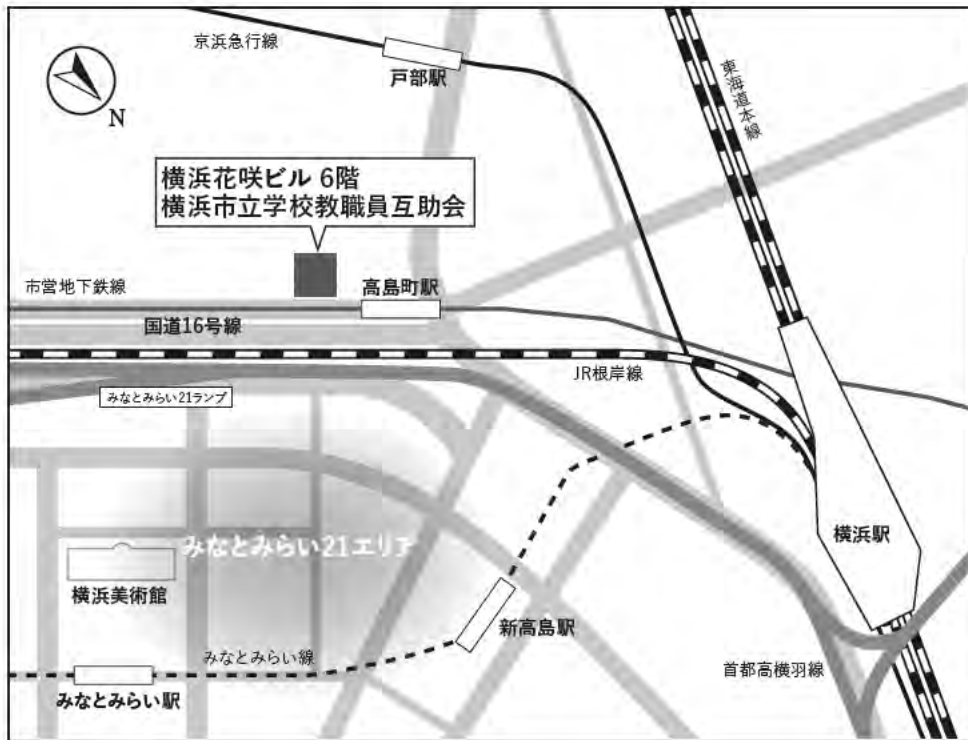 京浜急行線
戸部駅
東海道本線
N
横浜花咲ビル 6階
横浜市立学校教職員互助会
市営地下鉄線
高島町駅
国道16号線
JR根岸線
みなとみらい21ランプ
横浜駅
みなとみらい21エリア
横浜美術館
新高島駅
みなとみらい線
首都高横羽線
みなとみらい駅